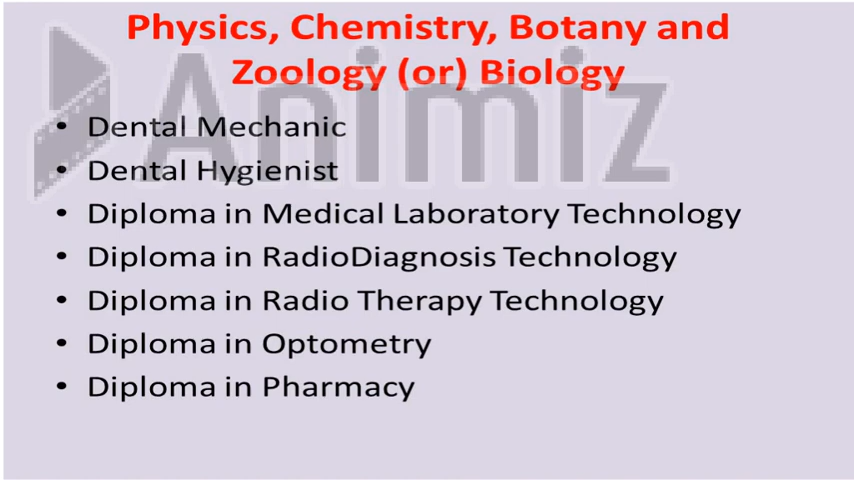 Physics, Chemistry, Botany and
Zoology (or) Biology
Animiz
• Dental Mechanic
• Dental Hygienist
• Diploma in Medical Laboratory Technology
• Diploma in RadioDiagnosis Technology
• Diploma in Radio Therapy Technology
• Diploma in Optometry
• Diploma in Pharmacy